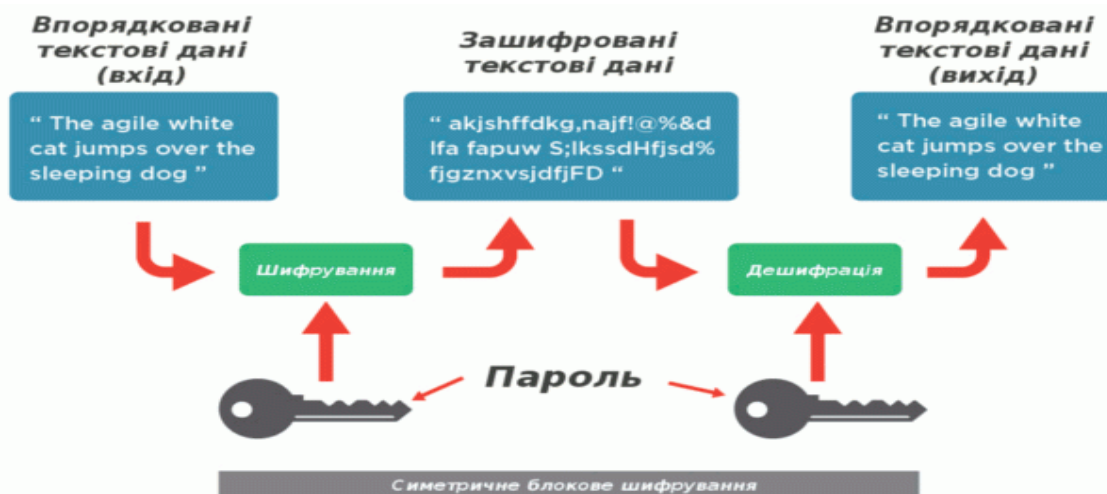 Впорядковані
текстові дані
(вхід)
Зашифровані
текстові дані
Впорядковані
текстові дані
(вихід)
“ The agile white
cat jumps over the
sleeping dog ”
“ akjshffdkg,najf!@%&d
lfa fapuw S;lkssdHfjsd%
fjgznxvsjdfjFD “
“ The agile white
cat jumps over the
sleeping dog ”
Шифрування
Дешифрація
Пароль
Симетричне блокове шифрування